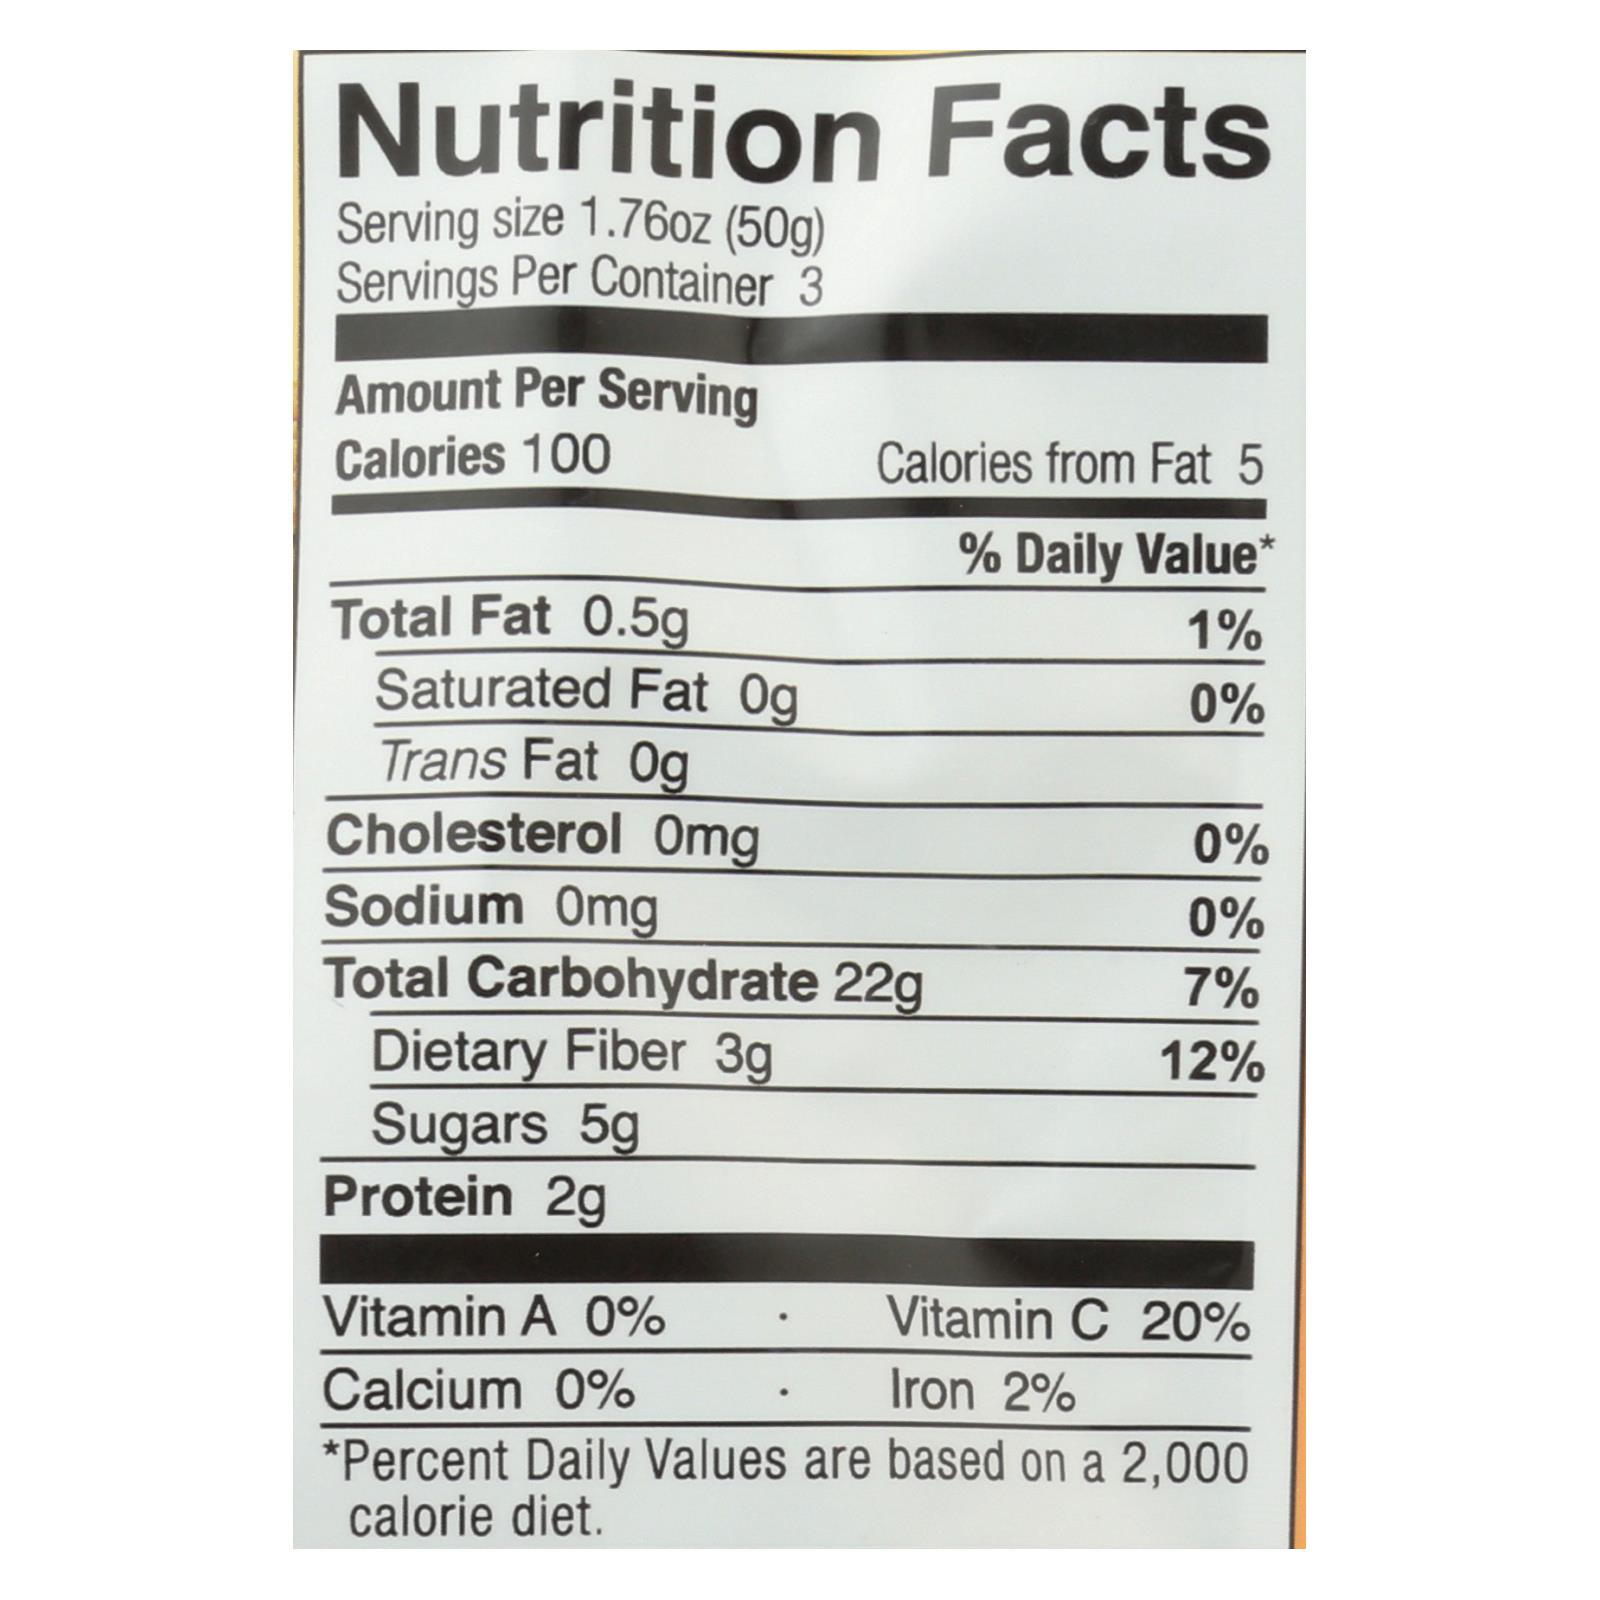 Nutrition Facts
Serving size 1.76oz (50g)
Servings Per Container 3
Amount Per Serving
Calories 100 Calories from Fat 5
% Daily Value*
Total Fat 0.5g 1%
Saturated Fat 0g 0%
Trans Fat 0g
Cholesterol 0mg 0%
Sodium 0mg 0%
Total Carbohydrate 22g 7%
Dietary Fiber 3g 12%
Sugars 5g
Protein 2g
Vitamin A 0% · Vitamin C 20%
Calcium 0% · Iron 2%
*Percent Daily Values are based on a 2,000
calorie diet.